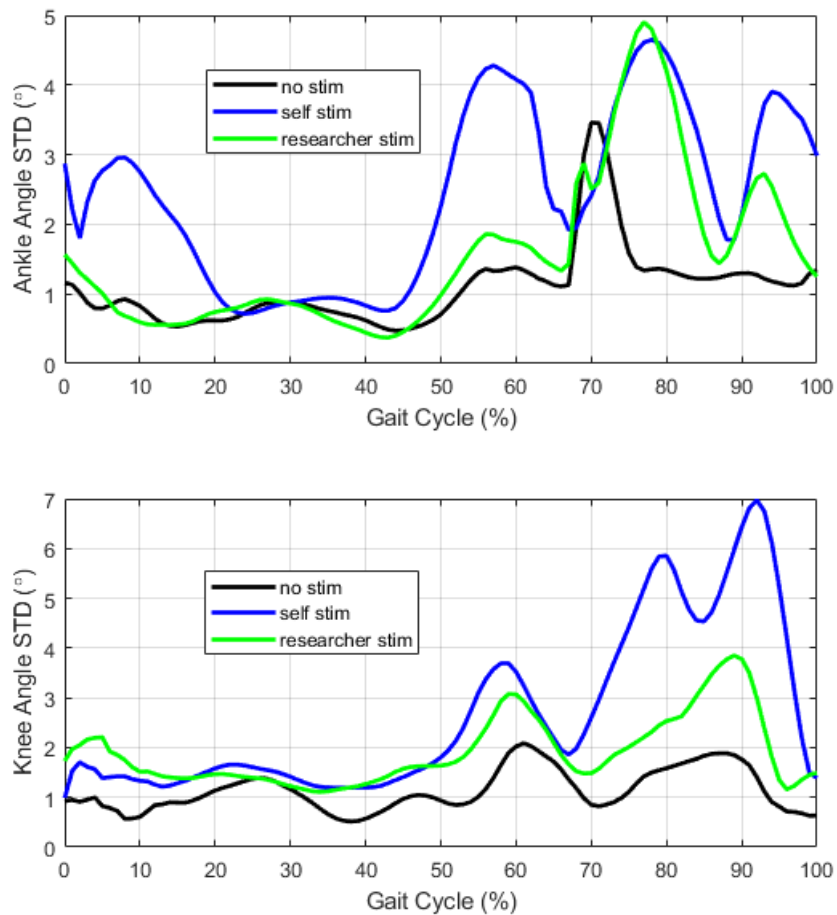 Ankle Angle STD (°)
5
4
3
2
1
0
no stim
self stim
researcher stim
0 10 20 30 40 50 60 70 80 90 100
Gait Cycle (%)
Knee Angle STD (°)
7
6
5
4
3
2
1
0
no stim
self stim
researcher stim
0 10 20 30 40 50 60 70 80 90 100
Gait Cycle (%)